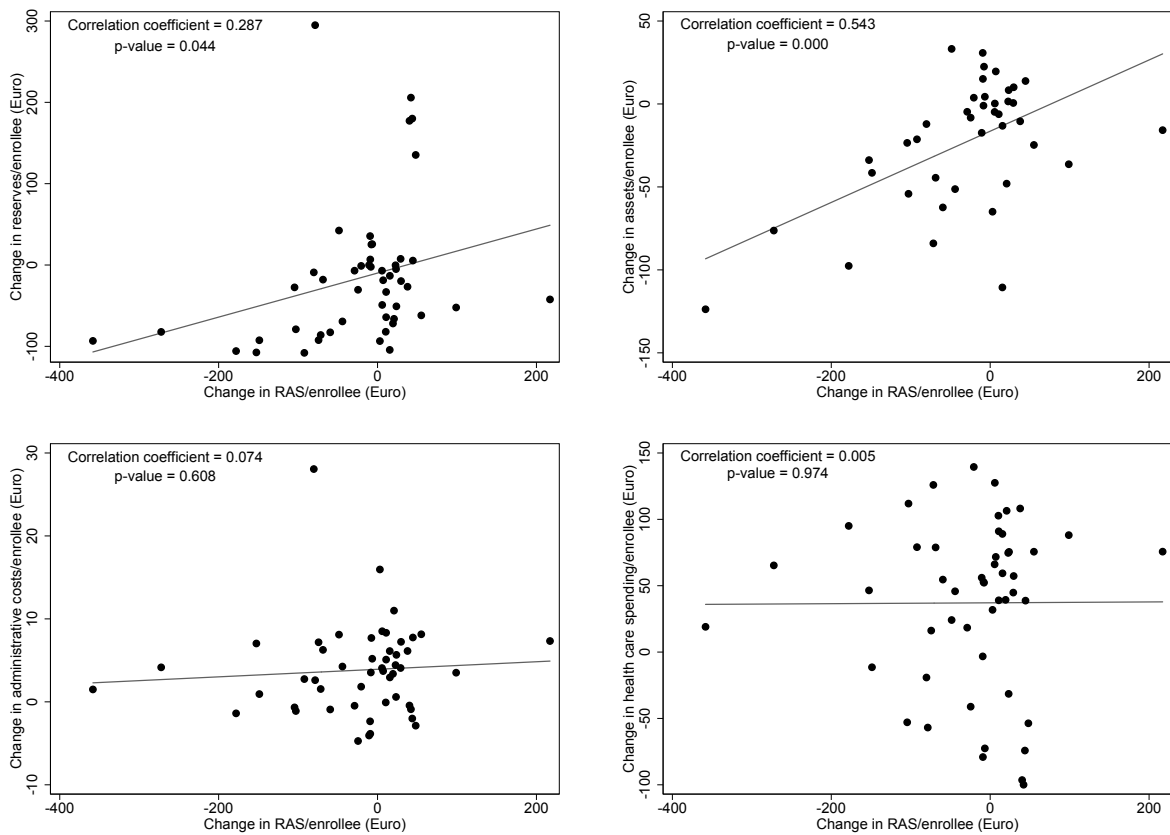 Correlation coefficient = 0.287
p-value = 0.044
Change in reserves/enrollee (Euro)
300
200
100
0
-100
-400
-200
0
200
Change in RAS/enrollee (Euro)
Correlation coefficient = 0.543
p-value = 0.000
Change in assets/enrollee (Euro)
50
0
-50
-100
-150
-400
-200
0
200
Change in RAS/enrollee (Euro)
Correlation coefficient = 0.074
p-value = 0.608
Change in administrative costs/enrollee (Euro)
30
20
10
0
-10
-400
-200
0
200
Change in RAS/enrollee (Euro)
Correlation coefficient = 0.005
p-value = 0.974
Change in health care spending/enrollee (Euro)
150
100
50
0
-50
-100
-400
-200
0
200
Change in RAS/enrollee (Euro)